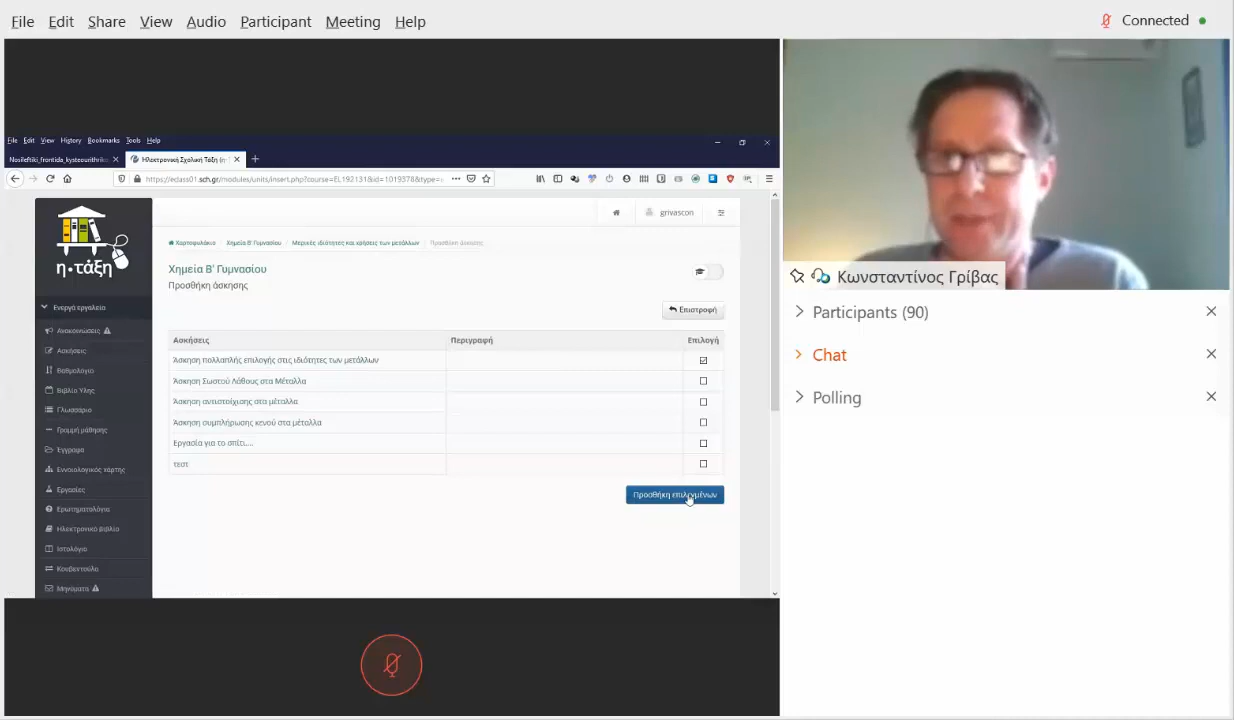 File Edit Share View Audio Participant Meeting Help
Connected
File Edit View History Bookmarks Tools Help
Nosileftiki_frontida_kysteourithriko
Ηλεκτρονική Σχολική Τάξη (η-
https://eclass01.sch.gr/modules/units/insert.php?course=EL192131&id=1019378&type=
η·τάξη
grivascon
Χαρτοφυλάκιο / Χημεία Β' Γυμνασίου / Μερικές ιδιότητες και χρήσεις των μετάλλων / Προσθήκη άσκησης
Χημεία Β' Γυμνασίου
Προσθήκη άσκησης
Επιστροφή
Ασκήσεις Περιγραφή Επιλογή
Άσκηση πολλαπλής επιλογής στις ιδιότητες των μετάλλων
Άσκηση Σωστού Λάθους στα Μέταλλα
Άσκηση αντιστοίχισης στα μέταλλα
Άσκηση συμπλήρωσης κενού στα μέταλλα
Εργασία για το σπίτι....
τεστ
Προσθήκη επιλεγμένων
Ενεργά εργαλεία
Ανακοινώσεις
Ασκήσεις
Βαθμολόγιο
Βιβλίο Ύλης
Γλωσσάριο
Γραμμή μάθησης
Έγγραφα
Εννοιολογικός χάρτης
Εργασίες
Ερωτηματολόγια
Ηλεκτρονικό Βιβλίο
Ιστολόγιο
Κουβεντούλα
Μηνύματα
Κωνσταντίνος Γρίβας
Participants (90)
Chat
Polling